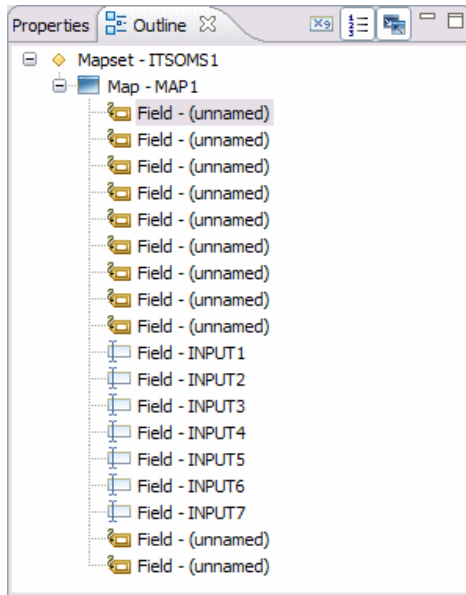 Properties Outline
Mapset - ITSOMS1
Map - MAP1
Field - (unnamed)
Field - (unnamed)
Field - (unnamed)
Field - (unnamed)
Field - (unnamed)
Field - (unnamed)
Field - (unnamed)
Field - (unnamed)
Field - (unnamed)
Field - INPUT1
Field - INPUT2
Field - INPUT3
Field - INPUT4
Field - INPUT5
Field - INPUT6
Field - INPUT7
Field - (unnamed)
Field - (unnamed)